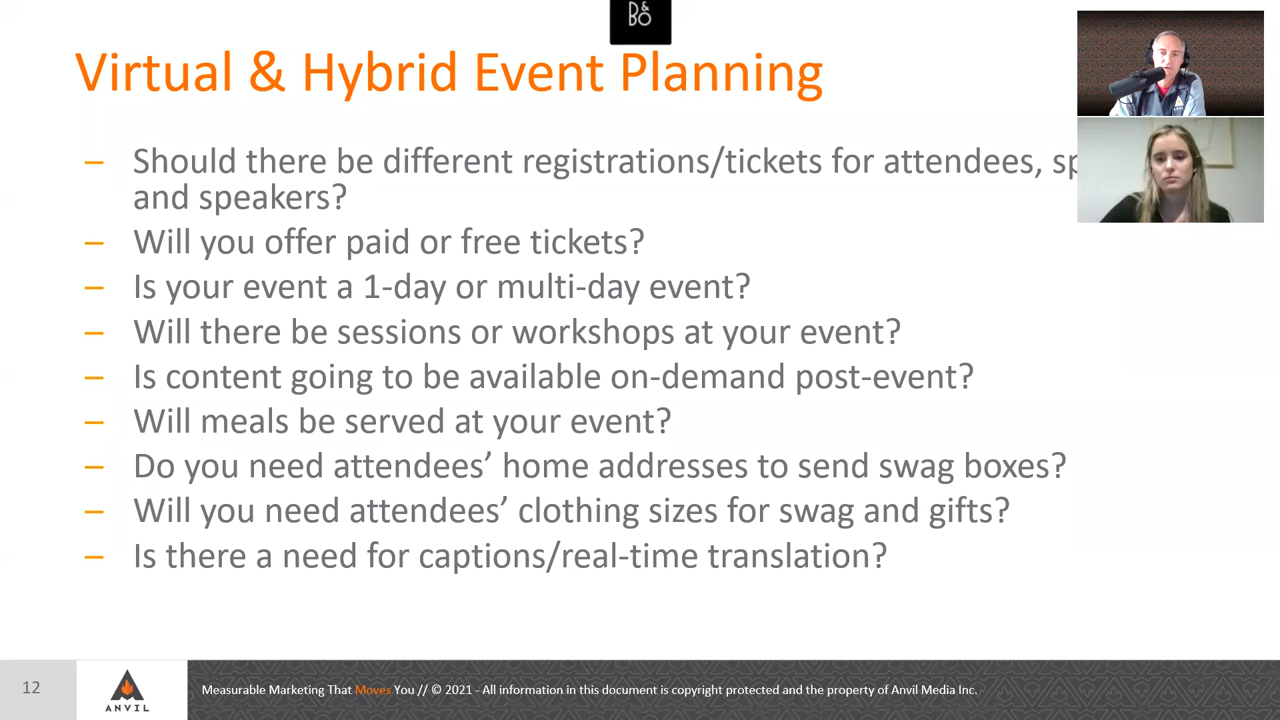 D&
BO
Virtual & Hybrid Event Planning
– Should there be different registrations/tickets for attendees,
and speakers?
– Will you offer paid or free tickets?
– Is your event a 1-day or multi-day event?
– Will there be sessions or workshops at your event?
– Is content going to be available on-demand post-event?
– Will meals be served at your event?
– Do you need attendees’ home addresses to send swag boxes?
– Will you need attendees’ clothing sizes for swag and gifts?
– Is there a need for captions/real-time translation?
12
ANVIL
Measurable Marketing That Moves You // © 2021 - All information in this document is copyright protected and the property of Anvil Media Inc.